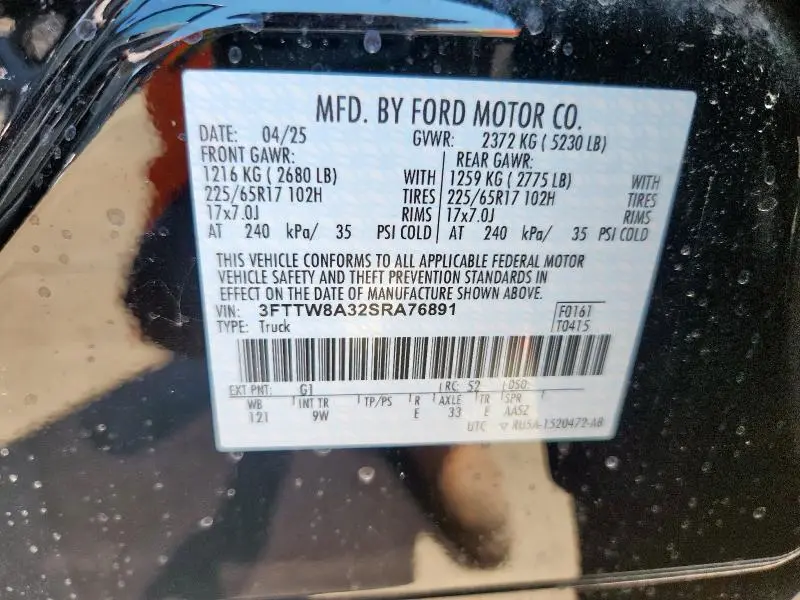 MFD. BY FORD MOTOR CO.
DATE: 04/25 GVWR: 2372 KG ( 5230 LB)
FRONT GAWR: REAR GAWR:
1216 KG ( 2680 LB) WITH 1259 KG ( 2775 LB) WITH
225/65R17 102H TIRES 225/65R17 102H TIRES
17x7.0J RIMS 17x7.0J RIMS
AT 240 kPa/ 35 PSI COLD AT 240 kPa/ 35 PSI COLD
THIS VEHICLE CONFORMS TO ALL APPLICABLE FEDERAL MOTOR
VEHICLE SAFETY AND THEFT PREVENTION STANDARDS IN
EFFECT ON THE DATE OF MANUFACTURE SHOWN ABOVE.
VIN: 3FTTW8A32SRA76891 F0161
TYPE: Truck T0415
EXT PNT: G1 RC: 52 DSO:
WB INT TR TP/PS R AXLE TR SPR
121 9W E 33 E AASZ
UTC RU5A-1520472-AB